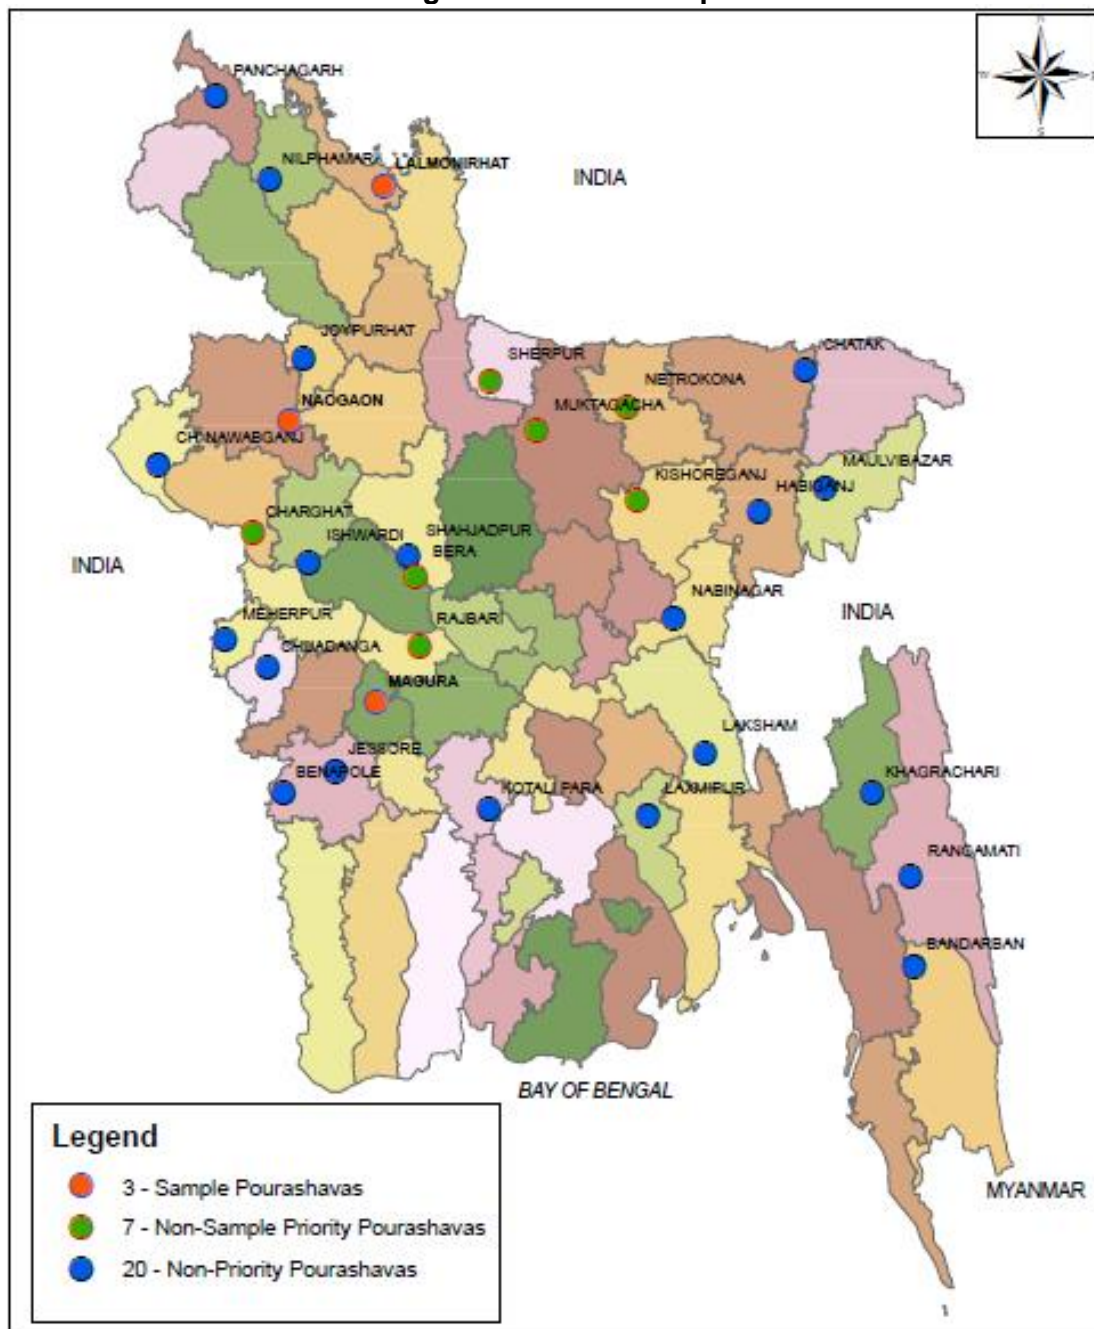 N
W
S
PANCHAGARH
NILPHAMARI
LALMONIRHAT
INDIA
JOYPURHAT
SHERPUR
CHATAK
NETROKONA
NAOGAON
MUKTAGACHA
CH.NAWABGANJ
MAULVIBAZAR
KISHOREGANJ
HABIGANJ
CHARGHAT
ISHWARDI
SHAHJADPUR
BERA
INDIA
NABINAGAR
INDIA
MEHERPUR
RAJBARI
CHUADANGA
MAGURA
LAKSHAM
JESSORE
BENAPOLE
KHAGRACHARI
KOTALI PARA
LAXMIPUR
RANGAMATI
BANDARBAN
BAY OF BENGAL
MYANMAR
Legend
3 - Sample Pourashavas
7 - Non-Sample Priority Pourashavas
20 - Non-Priority Pourashavas